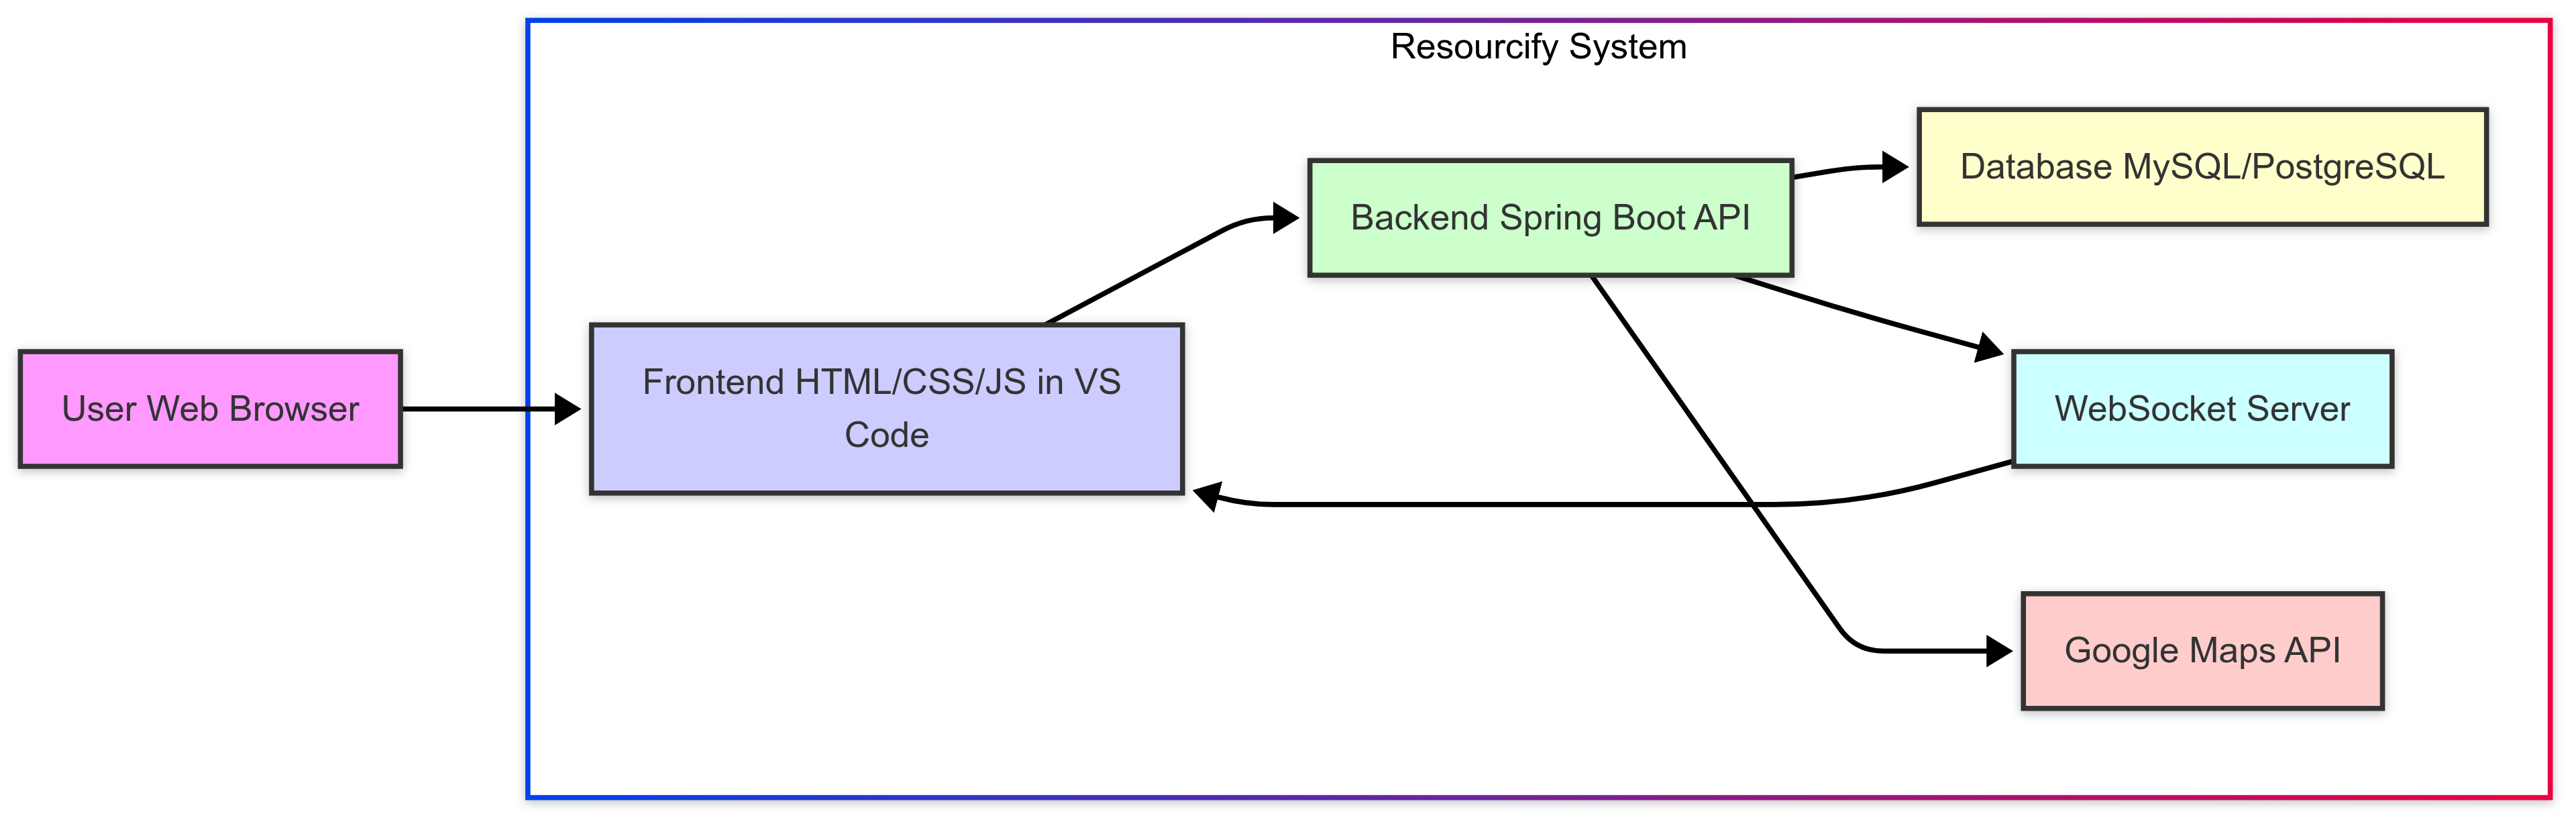 Resourcify System
Database MySQL/PostgreSQL
Backend Spring Boot API
Frontend HTML/CSS/JS in VS
Code
User Web Browser
WebSocket Server
Google Maps API